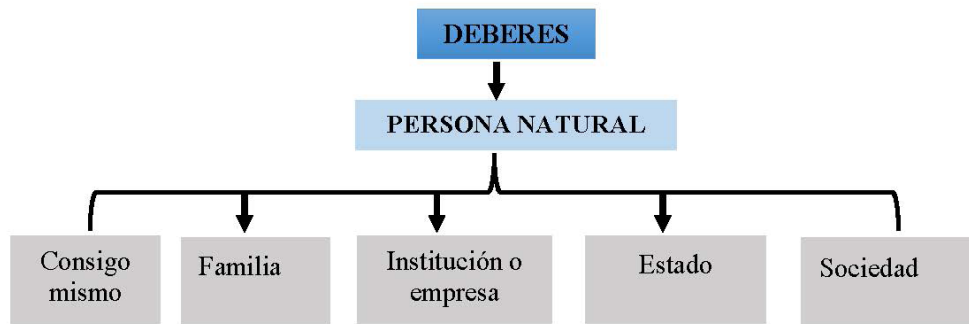 DEBERES
PERSONA NATURAL
Consigo
mismo
Familia
Institución o
empresa
Estado
Sociedad